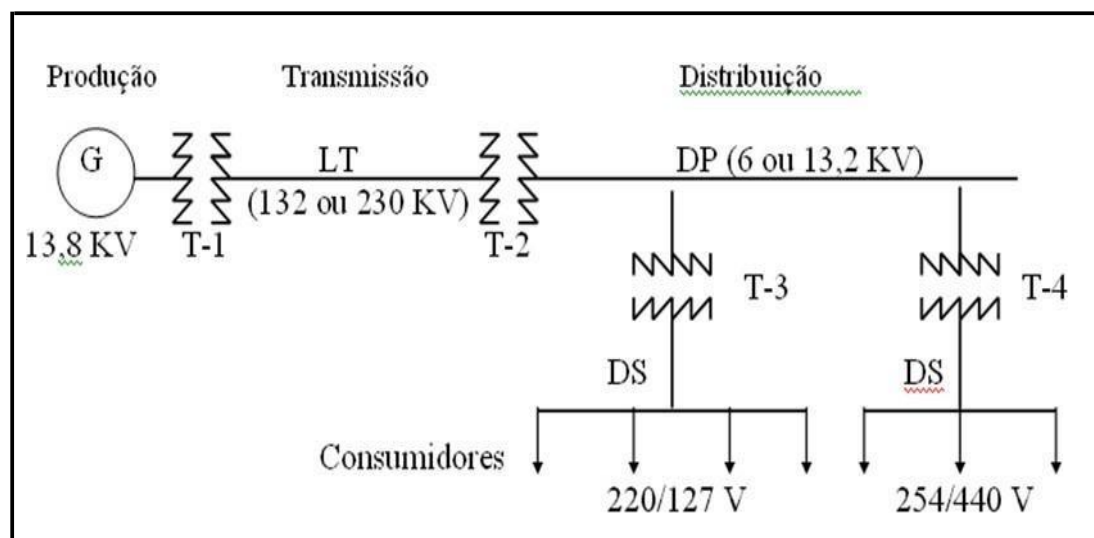 Produção
Transmissão
Distribuição
G
LT
DP (6 ou 13,2 KV)
(132 ou 230 KV)
13,8 KV
T-1
T-2
T-3
T-4
DS
DS
Consumidores
220/127 V
254/440 V